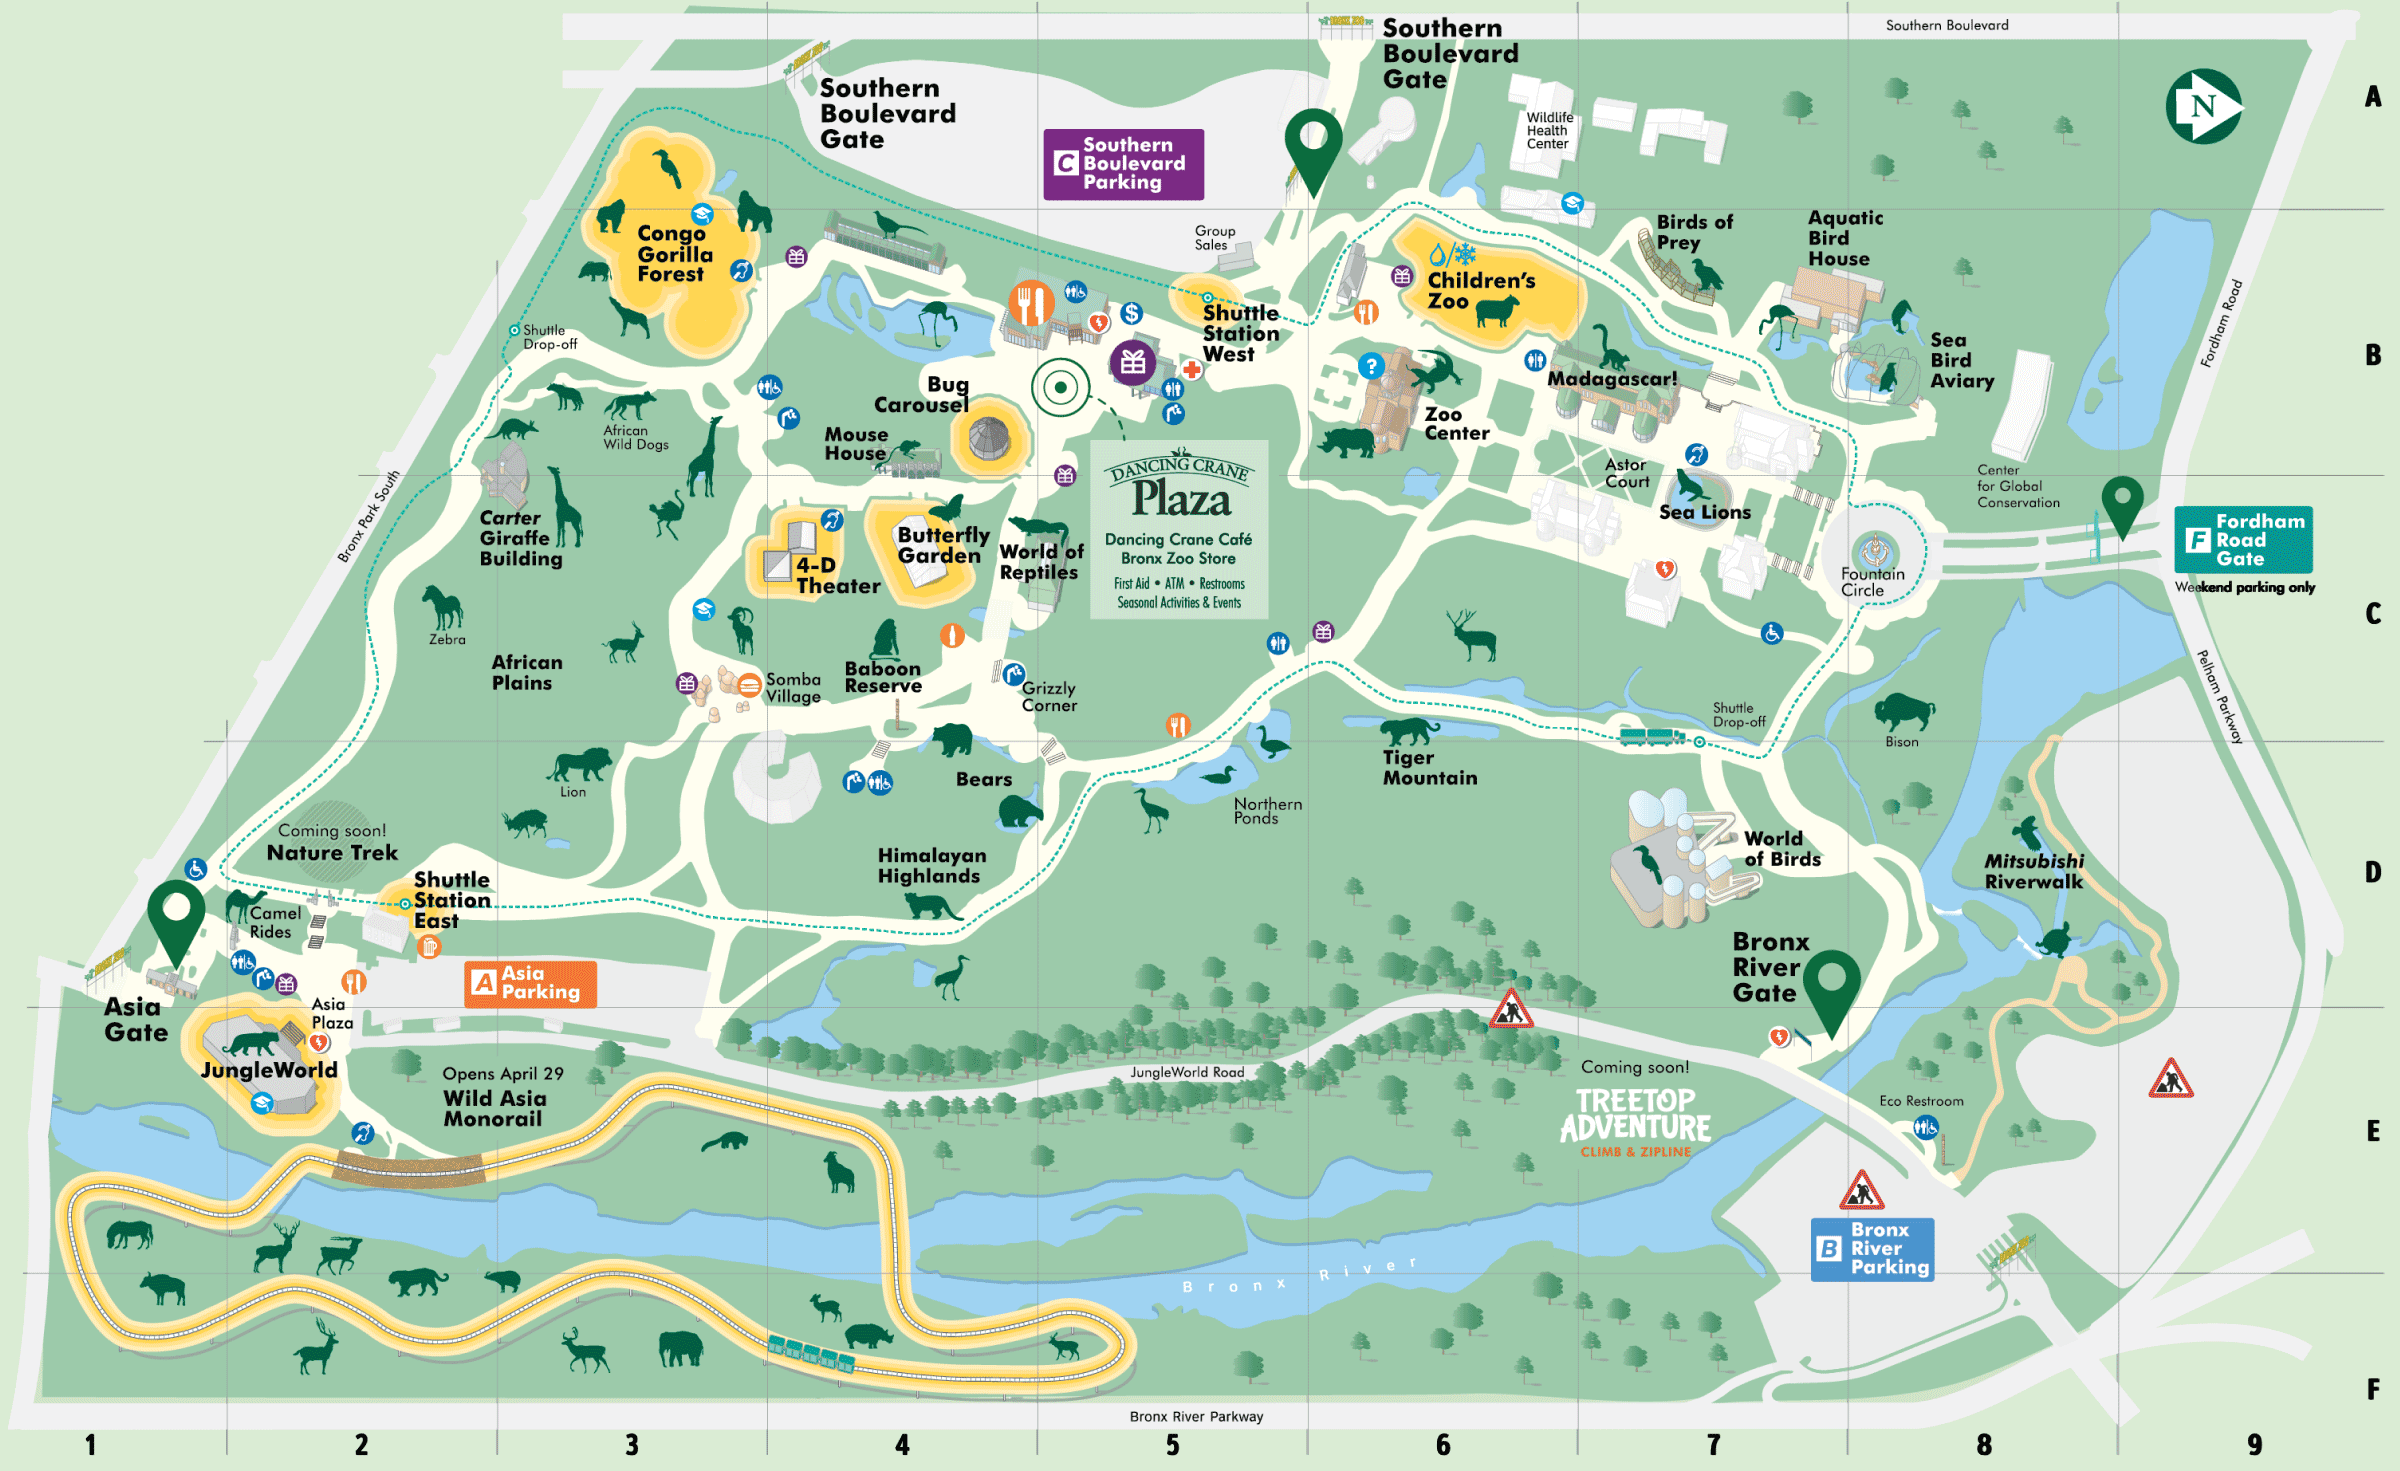 Southern Boulevard
Southern
Boulevard
Gate
Southern
Boulevard
Gate
C
Southern
Boulevard
Parking
Wildlife
Health
Center
N
A
Congo
Gorilla
Forest
Group
Sales
Birds of
Prey
Aquatic
Bird
House
Children's
Zoo
Shuttle
Station
West
Shuttle
Drop-off
$
?
Sea
Bird
Aviary
Fordham Road
B
Bug
Carousel
Mouse
House
African
Wild Dogs
Madagascar!
Zoo
Center
Astor
Court
Sea Lions
Center
for Global
Conservation
Bronx Park South
Carter
Giraffe
Building
4-D
Theater
Butterfly
Garden
World of
Reptiles
DANCING CRANE
Plaza
Dancing Crane Café
Bronx Zoo Store
First Aid • ATM • Restrooms
Seasonal Activities & Events
Fountain
Circle
F
Fordham
Road
Gate
Weekend parking only
C
Zebra
African
Plains
Somba
Village
Baboon
Reserve
Grizzly
Corner
Pelham Parkway
Shuttle
Drop-off
Bison
Tiger
Mountain
Lion
Bears
Northern
Ponds
Coming soon!
Nature Trek
Himalayan
Highlands
World
of Birds
Mitsubishi
Riverwalk
D
Shuttle
Station
East
Camel
Rides
Asia
Gate
A
Asia
Parking
Asia
Plaza
Bronx
River
Gate
JungleWorld
Opens April 29
Wild Asia
Monorail
JungleWorld Road
Coming soon!
TREETOP
ADVENTURE
CLIMB & ZIPLINE
Eco Restroom
E
B
Bronx
River
Parking
Bronx River
F
Bronx River Parkway
1 2 3 4 5 6 7 8 9